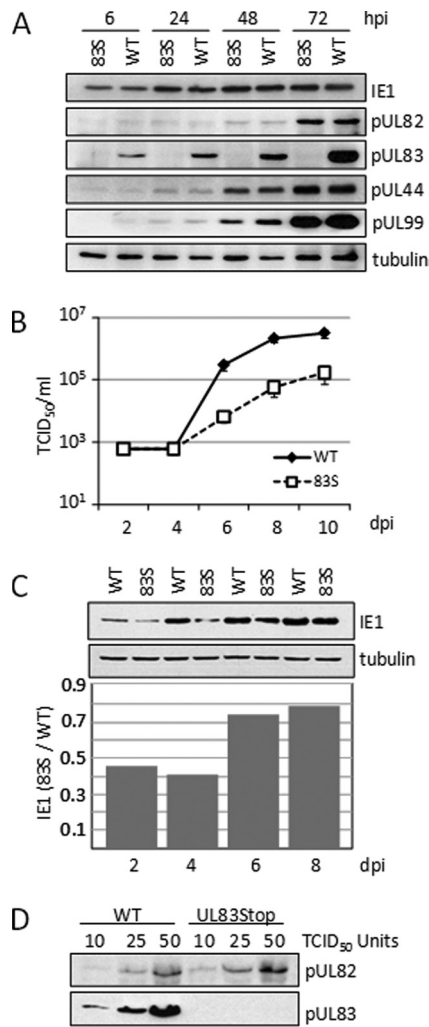 A
6 24 48 72 hpi
83S WT 83S WT 83S WT 83S WT
IE1
pUL82
pUL83
pUL44
pUL99
tubulin
B
10⁷
10⁵
10³
10¹
TCID₅₀/ml
WT
83S
2 4 6 8 10 dpi
C
WT 83S WT 83S WT 83S WT 83S
IE1
tubulin
0.9
0.7
0.5
0.3
0.1
IE1 (83S / WT)
2 4 6 8 dpi
D
WT UL83Stop
10 25 50 10 25 50 TCID₅₀ Units
pUL82
pUL83